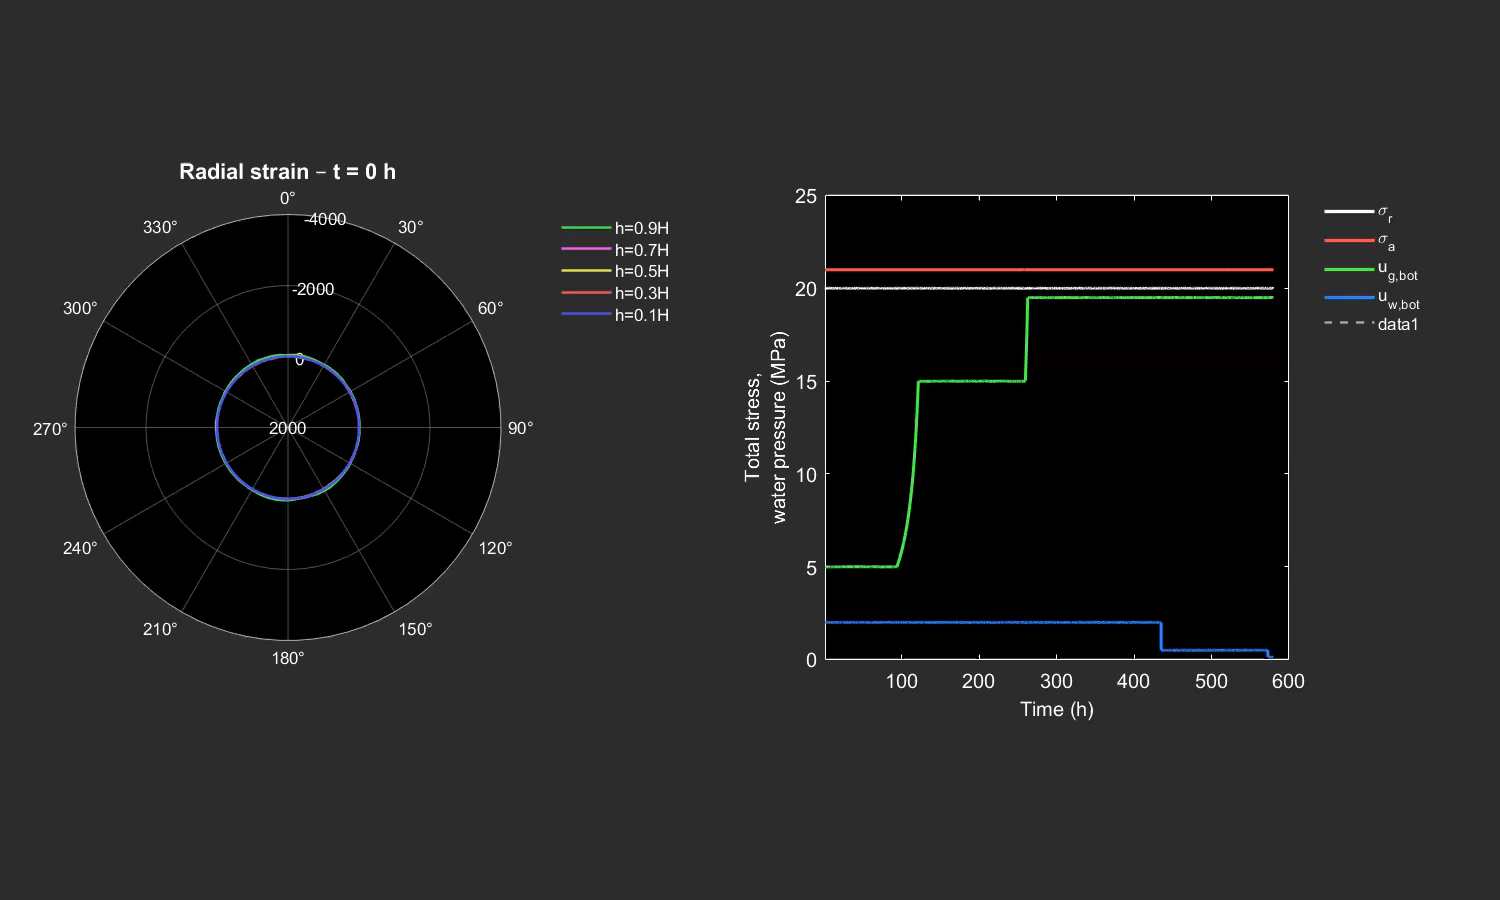 Radial strain – t = 0 h
0°
30°
60°
90°
120°
150°
180°
210°
240°
270°
300°
330°
-4000
-2000
0
2000
h=0.9H
h=0.7H
h=0.5H
h=0.3H
h=0.1H
Total stress,
water pressure (MPa)
25
20
15
10
5
0
100 200 300 400 500 600
Time (h)
σr
σa
ug,bot
uw,bot
data1